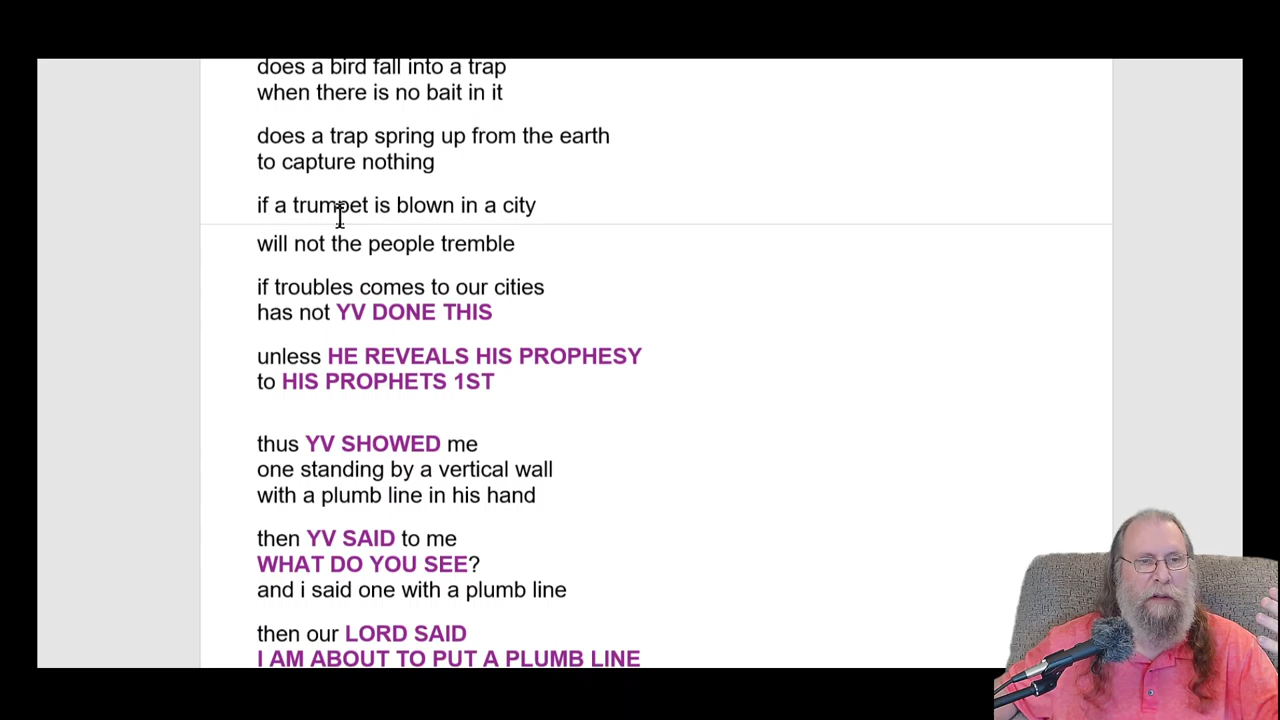 does a bird fall into a trap
when there is no bait in it
does a trap spring up from the earth
to capture nothing
if a trumpet is blown in a city
will not the people tremble
if troubles comes to our cities
has not YV DONE THIS
unless HE REVEALS HIS PROPHESY
to HIS PROPHETS 1ST
thus YV SHOWED me
one standing by a vertical wall
with a plumb line in his hand
then YV SAID to me
WHAT DO YOU SEE?
and i said one with a plumb line
then our LORD SAID
I AM ABOUT TO PUT A PLUMB LINE